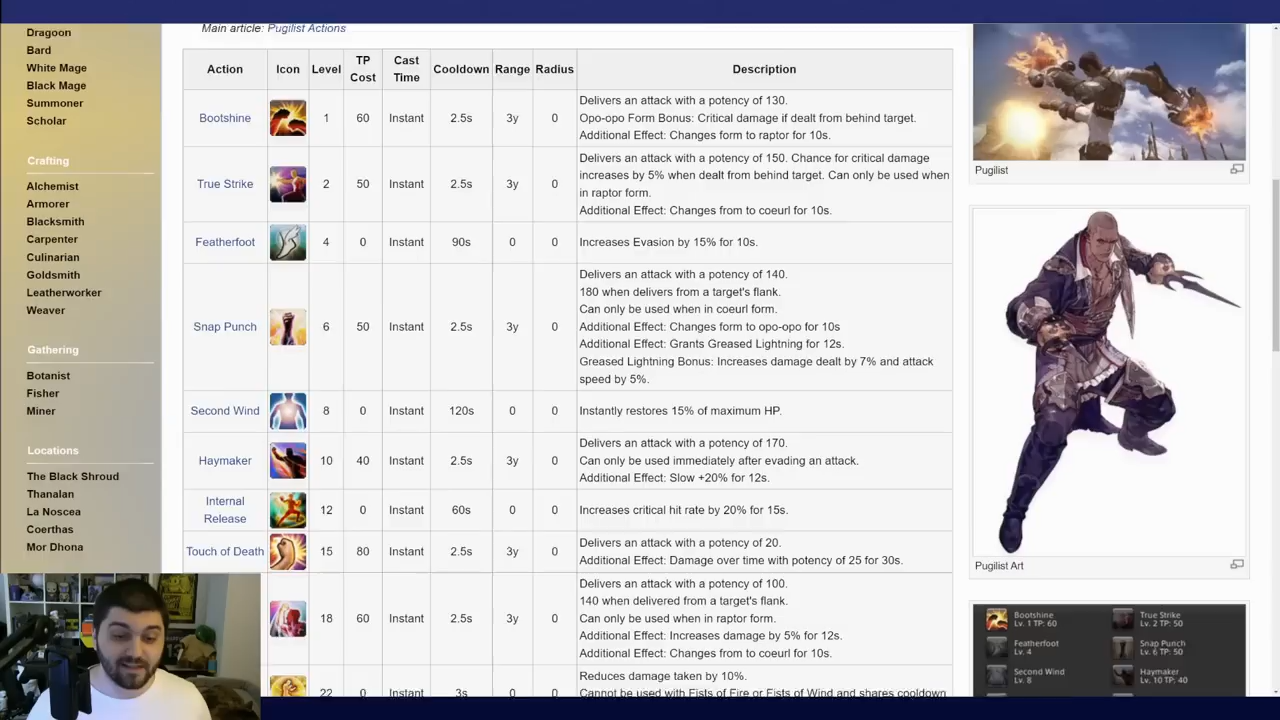 Dragoon
Bard
White Mage
Black Mage
Summoner
Scholar
Crafting
Alchemist
Armorer
Blacksmith
Carpenter
Culinarian
Goldsmith
Leatherworker
Weaver
Gathering
Botanist
Fisher
Miner
Locations
The Black Shroud
Thanalan
La Noscea
Coerthas
Mor Dhona
Main article: Pugilist Actions
Action Icon Level TP Cost Cast Time Cooldown Range Radius Description
Bootshine 1 60 Instant 2.5s 3y 0
Delivers an attack with a potency of 130.
Opo-opo Form Bonus: Critical damage if dealt from behind target.
Additional Effect: Changes form to raptor for 10s.
True Strike 2 50 Instant 2.5s 3y 0
Delivers an attack with a potency of 150. Chance for critical damage
increases by 5% when dealt from behind target. Can only be used when
in raptor form.
Additional Effect: Changes from to coeurl for 10s.
Featherfoot 4 0 Instant 90s 0 0 Increases Evasion by 15% for 10s.
Snap Punch 6 50 Instant 2.5s 3y 0
Delivers an attack with a potency of 140.
180 when delivers from a target's flank.
Can only be used when in coeurl form.
Additional Effect: Changes form to opo-opo for 10s
Additional Effect: Grants Greased Lightning for 12s.
Greased Lightning Bonus: Increases damage dealt by 7% and attack
speed by 5%.
Second Wind 8 0 Instant 120s 0 0 Instantly restores 15% of maximum HP.
Haymaker 10 40 Instant 2.5s 3y 0
Delivers an attack with a potency of 170.
Can only be used immediately after evading an attack.
Additional Effect: Slow +20% for 12s.
Internal Release 12 0 Instant 60s 0 0 Increases critical hit rate by 20% for 15s.
Touch of Death 15 80 Instant 2.5s 3y 0
Delivers an attack with a potency of 20.
Additional Effect: Damage over time with potency of 25 for 30s.
18 60 Instant 2.5s 3y 0
Delivers an attack with a potency of 100.
140 when delivered from a target's flank.
Can only be used when in raptor form.
Additional Effect: Increases damage by 5% for 12s.
Additional Effect: Changes from to coeurl for 10s.
22 0 Instant 0 0
Reduces damage taken by 10%.
Cannot be used with Fists of Fire or Fists of Wind and shares cooldown
Pugilist
Pugilist Art
Bootshine
Lv. 1 TP: 60
True Strike
Lv. 2 TP: 50
Featherfoot
Lv. 4
Snap Punch
Lv. 6 TP: 50
Second Wind
Lv. 8
Haymaker
Lv. 10 TP: 40